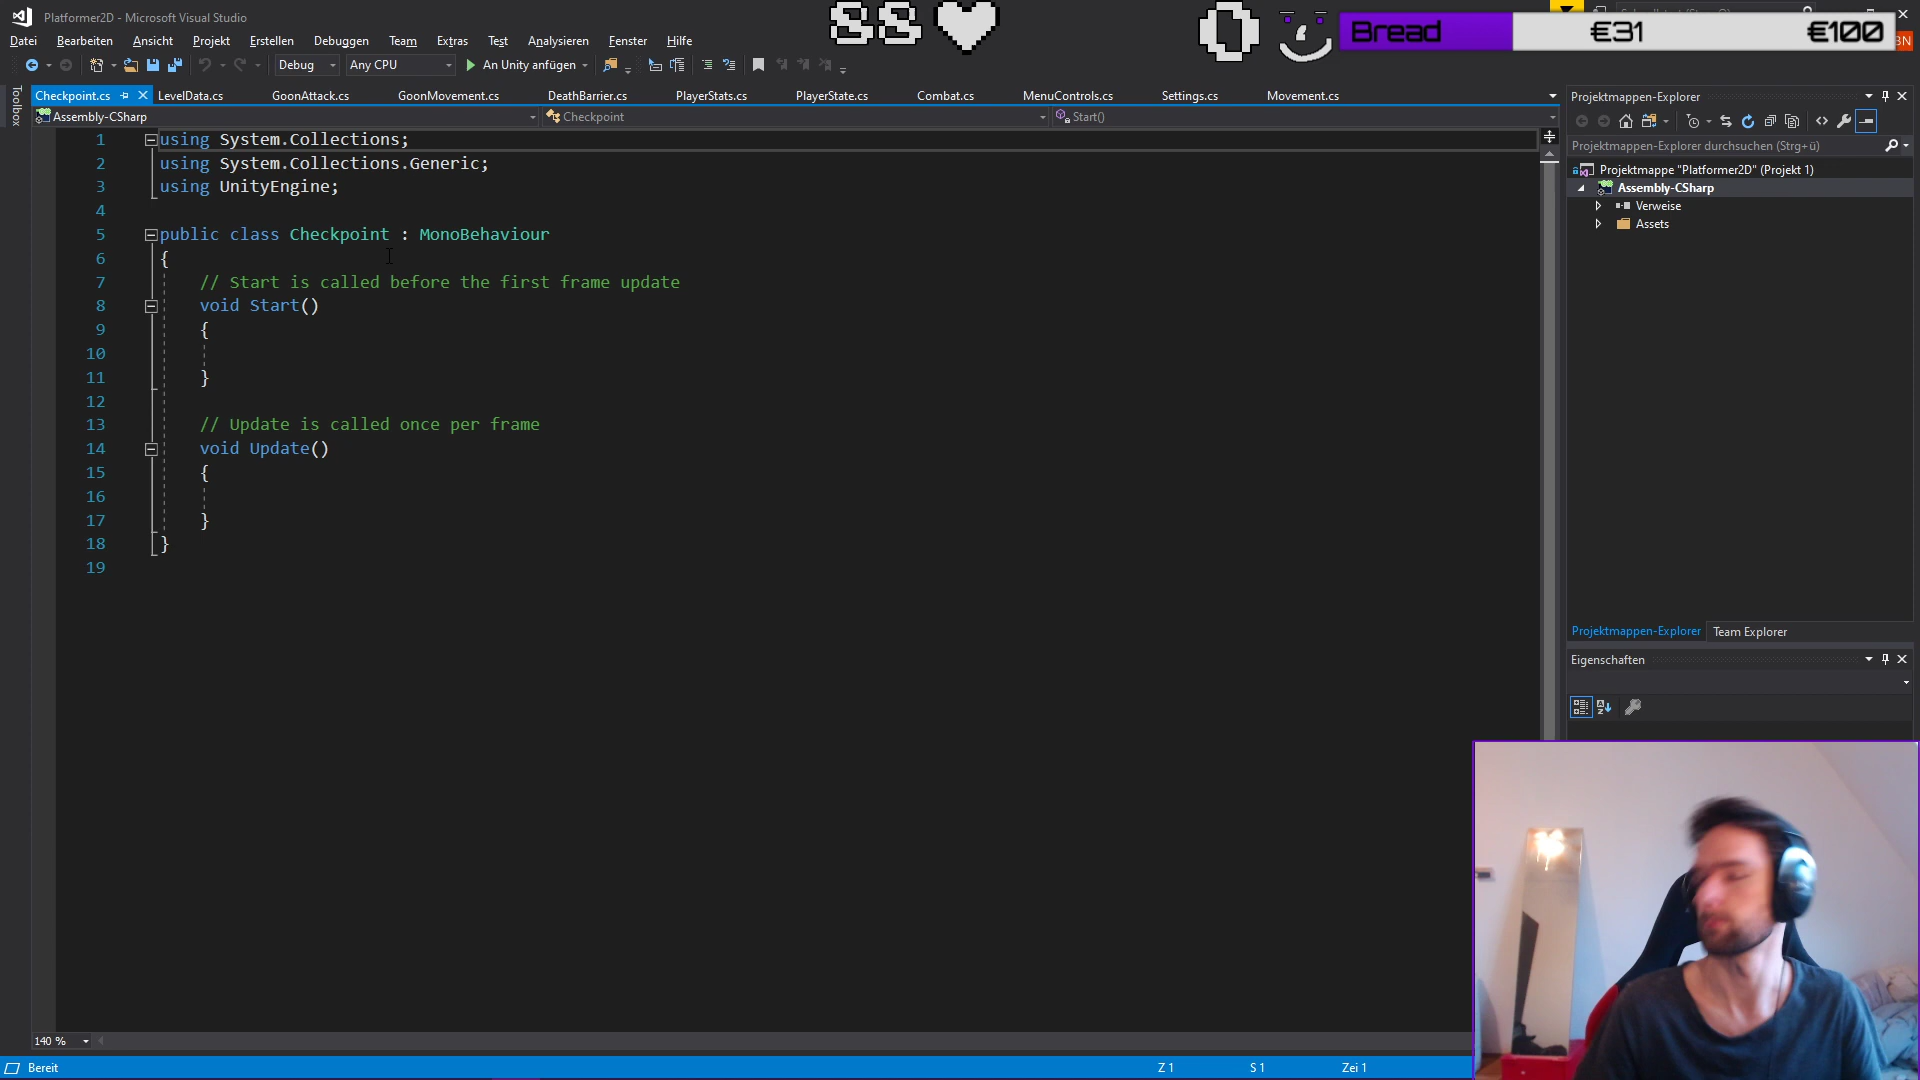 Platformer2D - Microsoft Visual Studio
88
0
Bread
€31
€100
Datei Bearbeiten Ansicht Projekt Erstellen Debuggen Team Extras Test Analysieren Fenster Hilfe
Debug
Any CPU
An Unity anfügen
Toolbox
Checkpoint.cs
LevelData.cs
GoonAttack.cs
GoonMovement.cs
DeathBarrier.cs
PlayerStats.cs
PlayerState.cs
Combat.cs
MenuControls.cs
Settings.cs
Movement.cs
Assembly-CSharp
Checkpoint
Start()
1 using System.Collections;
2 using System.Collections.Generic;
3 using UnityEngine;
4
5 public class Checkpoint : MonoBehaviour
6 {
7 // Start is called before the first frame update
8 void Start()
9 {
10
11 }
12
13 // Update is called once per frame
14 void Update()
15 {
16
17 }
18 }
19
Projektmappen-Explorer
Projektmappen-Explorer durchsuchen (Strg+ü)
Projektmappe "Platformer2D" (Projekt 1)
Assembly-CSharp
Verweise
Assets
Projektmappen-Explorer
Team Explorer
Eigenschaften
140 %
Bereit
Z 1
S 1
Zei 1